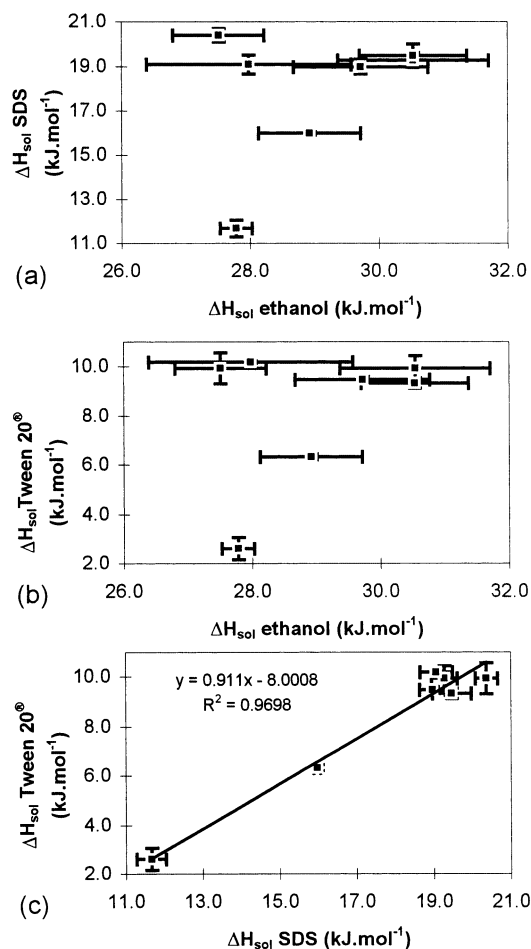 21.0
19.0
17.0
15.0
13.0
11.0
ΔHsol SDS
(kJ.mol-1)
26.0 28.0 30.0 32.0
(a)
ΔHsol ethanol (kJ.mol-1)
10.0
8.0
6.0
4.0
2.0
ΔHsolTween 20®
(kJ.mol-1)
26.0 28.0 30.0 32.0
(b)
ΔHsol ethanol (kJ.mol-1)
y = 0.911x - 8.0008
R2 = 0.9698
10.0
8.0
6.0
4.0
2.0
ΔHsol Tween 20®
(kJ.mol-1)
11.0 13.0 15.0 17.0 19.0 21.0
(c)
ΔHsol SDS (kJ.mol-1)